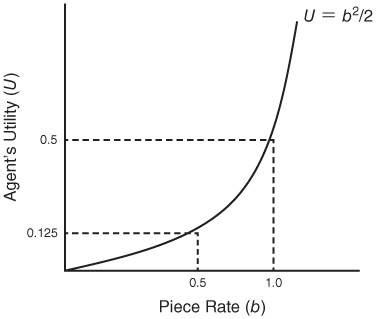 U = b²/2
Agent's Utility (U)
0.5
0.125
0.5
1.0
Piece Rate (b)